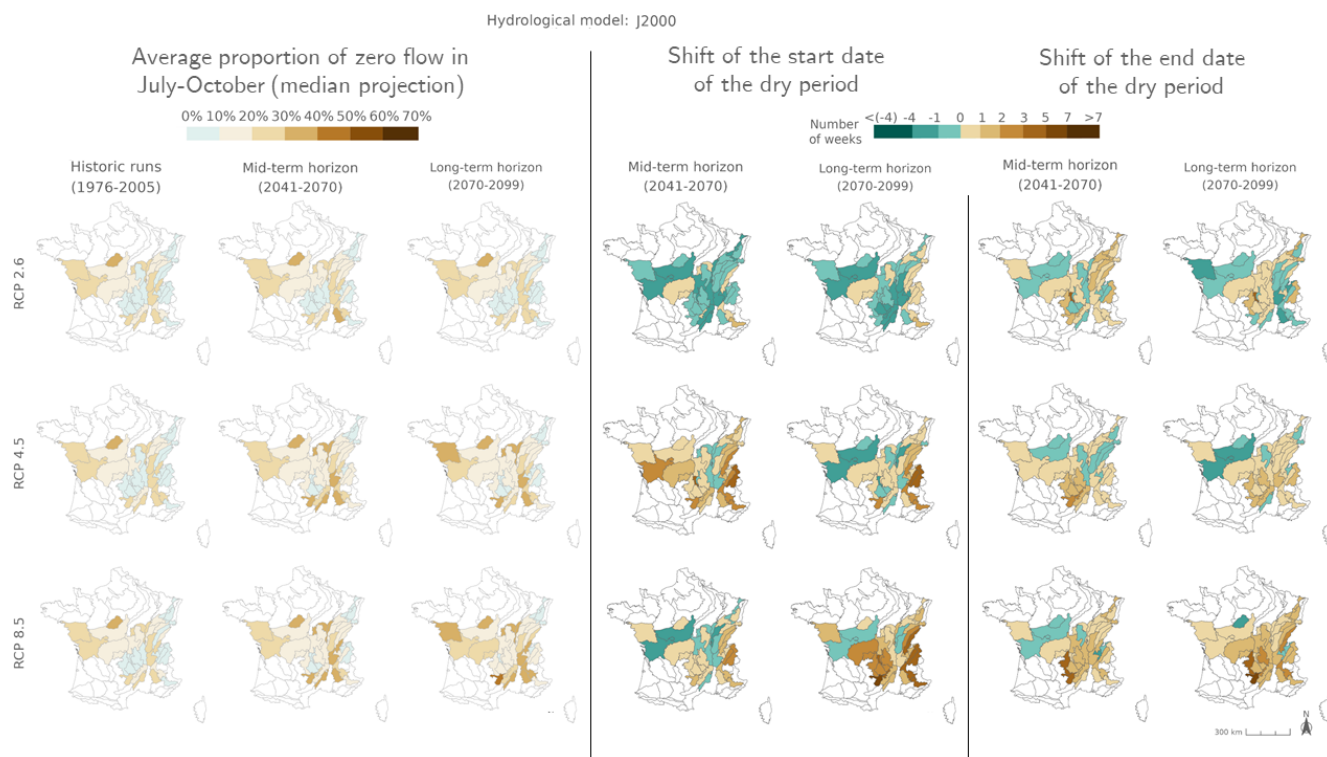 Hydrological model: J2000
Average proportion of zero flow in
July-October (median projection)
0% 10% 20% 30% 40% 50% 60% 70%
Shift of the start date
of the dry period
Shift of the end date
of the dry period
Number
of weeks
<(-4) -4 -1 0 1 2 3 5 7 >7
Historic runs
(1976-2005)
Mid-term horizon
(2041-2070)
Long-term horizon
(2070-2099)
Mid-term horizon
(2041-2070)
Long-term horizon
(2070-2099)
Mid-term horizon
(2041-2070)
Long-term horizon
(2070-2099)
RCP 2.6
RCP 4.5
RCP 8.5
300 km
N